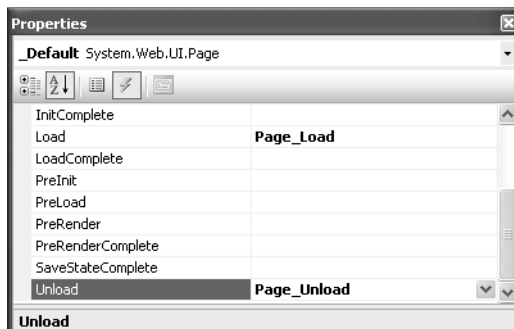 Properties
_Default System.Web.UI.Page
A
Z
InitComplete
Load Page_Load
LoadComplete
PreInit
PreLoad
PreRender
PreRenderComplete
SaveStateComplete
Unload Page_Unload
Unload